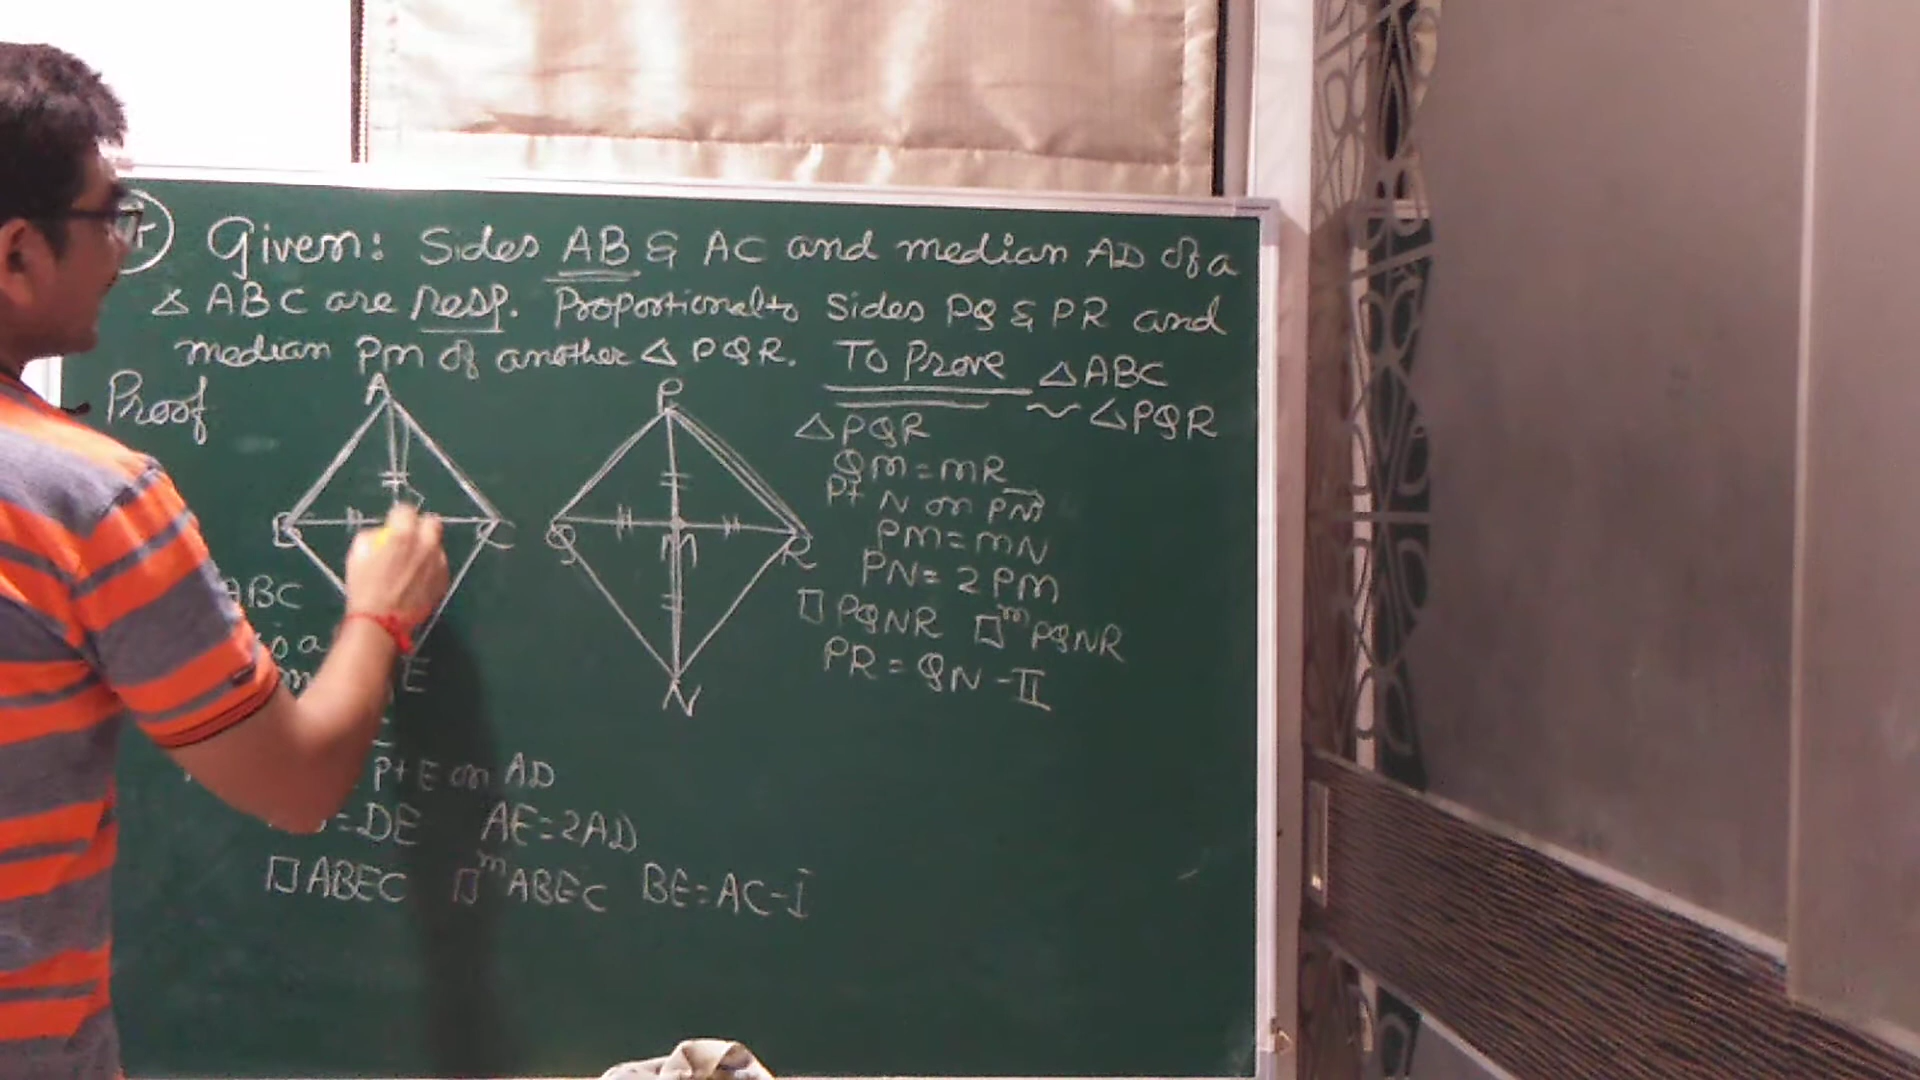 Given: Sides AB & AC and median AD of a
△ ABC are resp. Proportional to Sides PQ & PR and
median PM of another △ PQR. To Prove △ABC
~ △PQR
Proof
A
P
B
C
Q
M
R
E
N
△PQR
QM = MR
Pt N on PM
PM = MN
PN = 2PM
□ PQNR □ᵐ PQNR
PR = QN - II
ABC
is a
Pt E on AD
= DE AE = 2AD
□ ABEC □ᵐ ABEC BE = AC - I